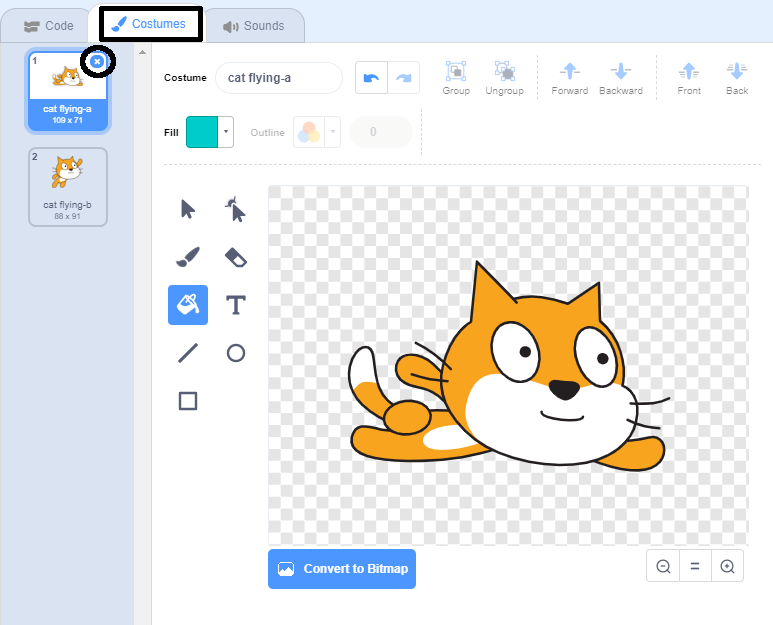 Code Costumes Sounds
1
cat flying-a
109 x 71
2
cat flying-b
88 x 91
Costume cat flying-a
Group Ungroup Forward Backward Front Back
Fill Outline 0
T
Convert to Bitmap